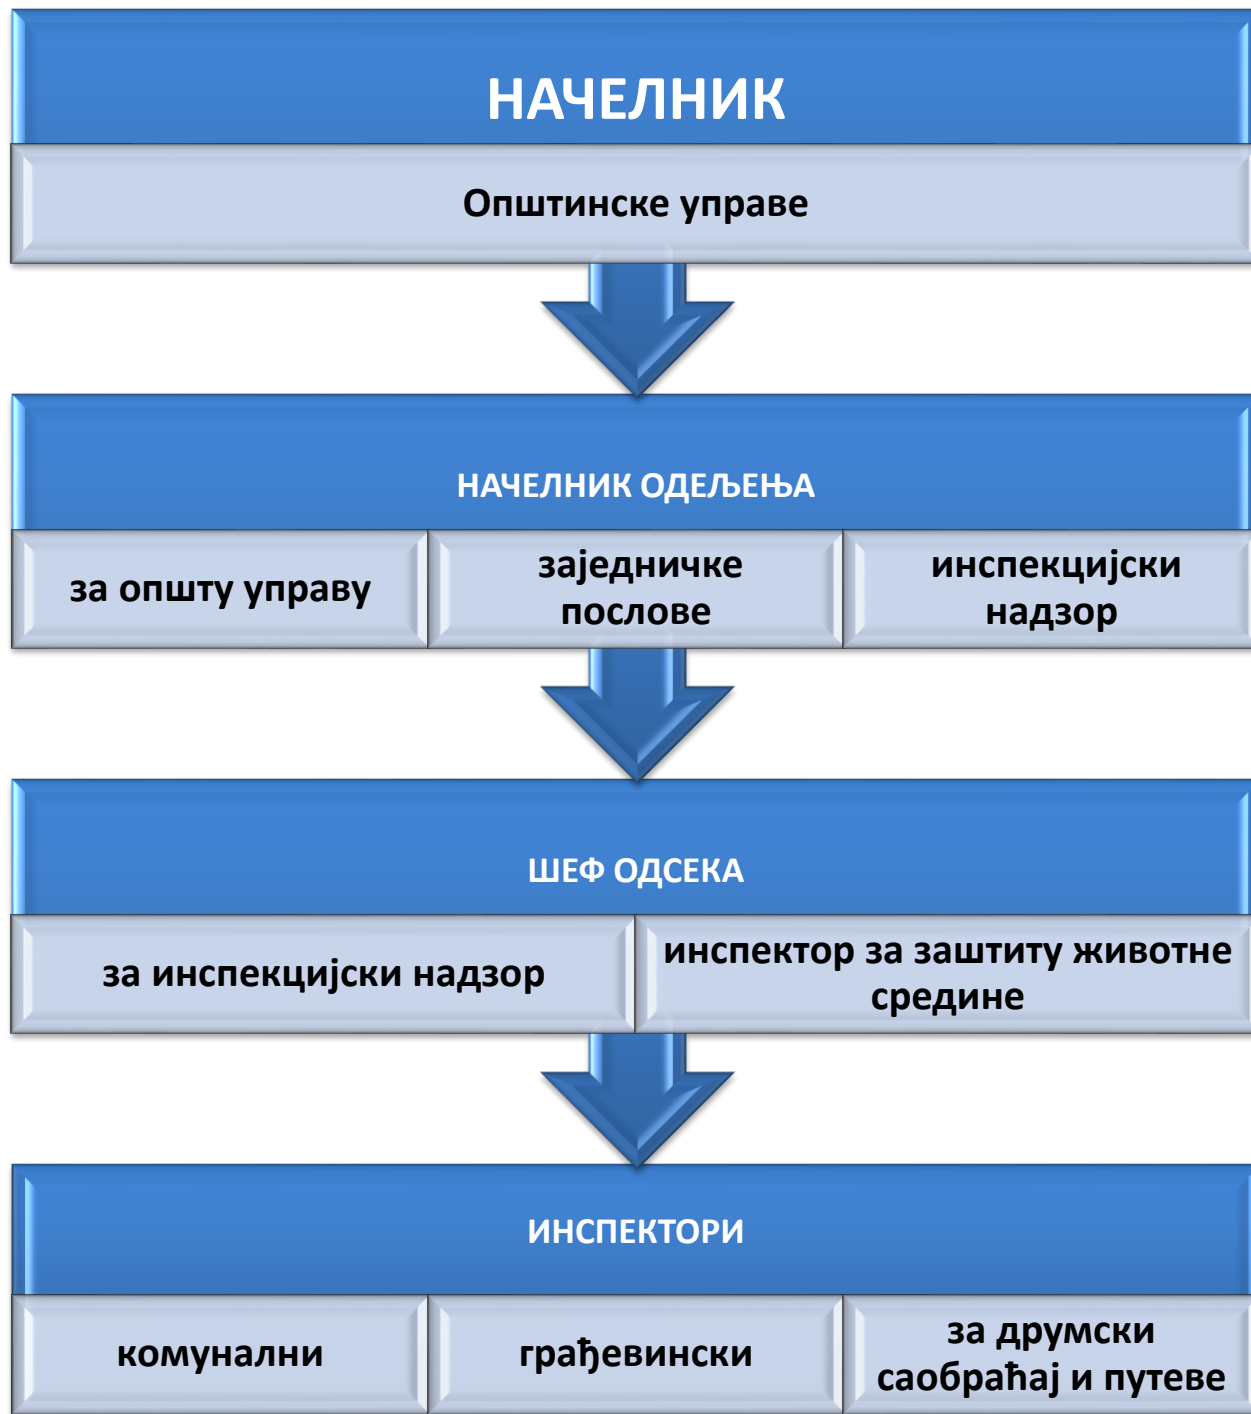 НАЧЕЛНИК
Општинске управе
НАЧЕЛНИК ОДЕЉЕЊА
за општу управу
заједничке
послове
инспекцијски
надзор
ШЕФ ОДСЕКА
за инспекцијски надзор
инспектор за заштиту животне
средине
ИНСПЕКТОРИ
комунални
грађевински
за друмски
саобраћај и путеве